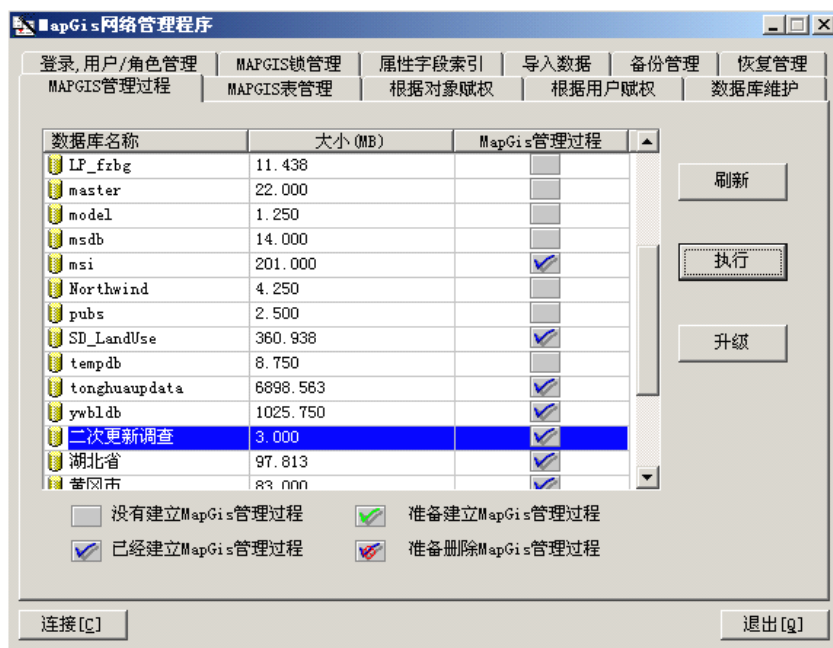 MapGis网络管理程序
登录,用户/角色管理 MAPGIS锁管理 属性字段索引 导入数据 备份管理 恢复管理
MAPGIS管理过程 MAPGIS表管理 根据对象赋权 根据用户赋权 数据库维护
数据库名称 大小(MB) MapGis管理过程
LP_fzbg 11.438
master 22.000
model 1.250
msdb 14.000
msi 201.000
Northwind 4.250
pubs 2.500
SD_LandUse 360.938
tempdb 8.750
tonghuaupdata 6898.563
ywbldb 1025.750
二次更新调查 3.000
湖北省 97.813
黄冈市 83.000
刷新
执行
升级
没有建立MapGis管理过程 准备建立MapGis管理过程
已经建立MapGis管理过程 准备删除MapGis管理过程
连接[C] 退出[Q]